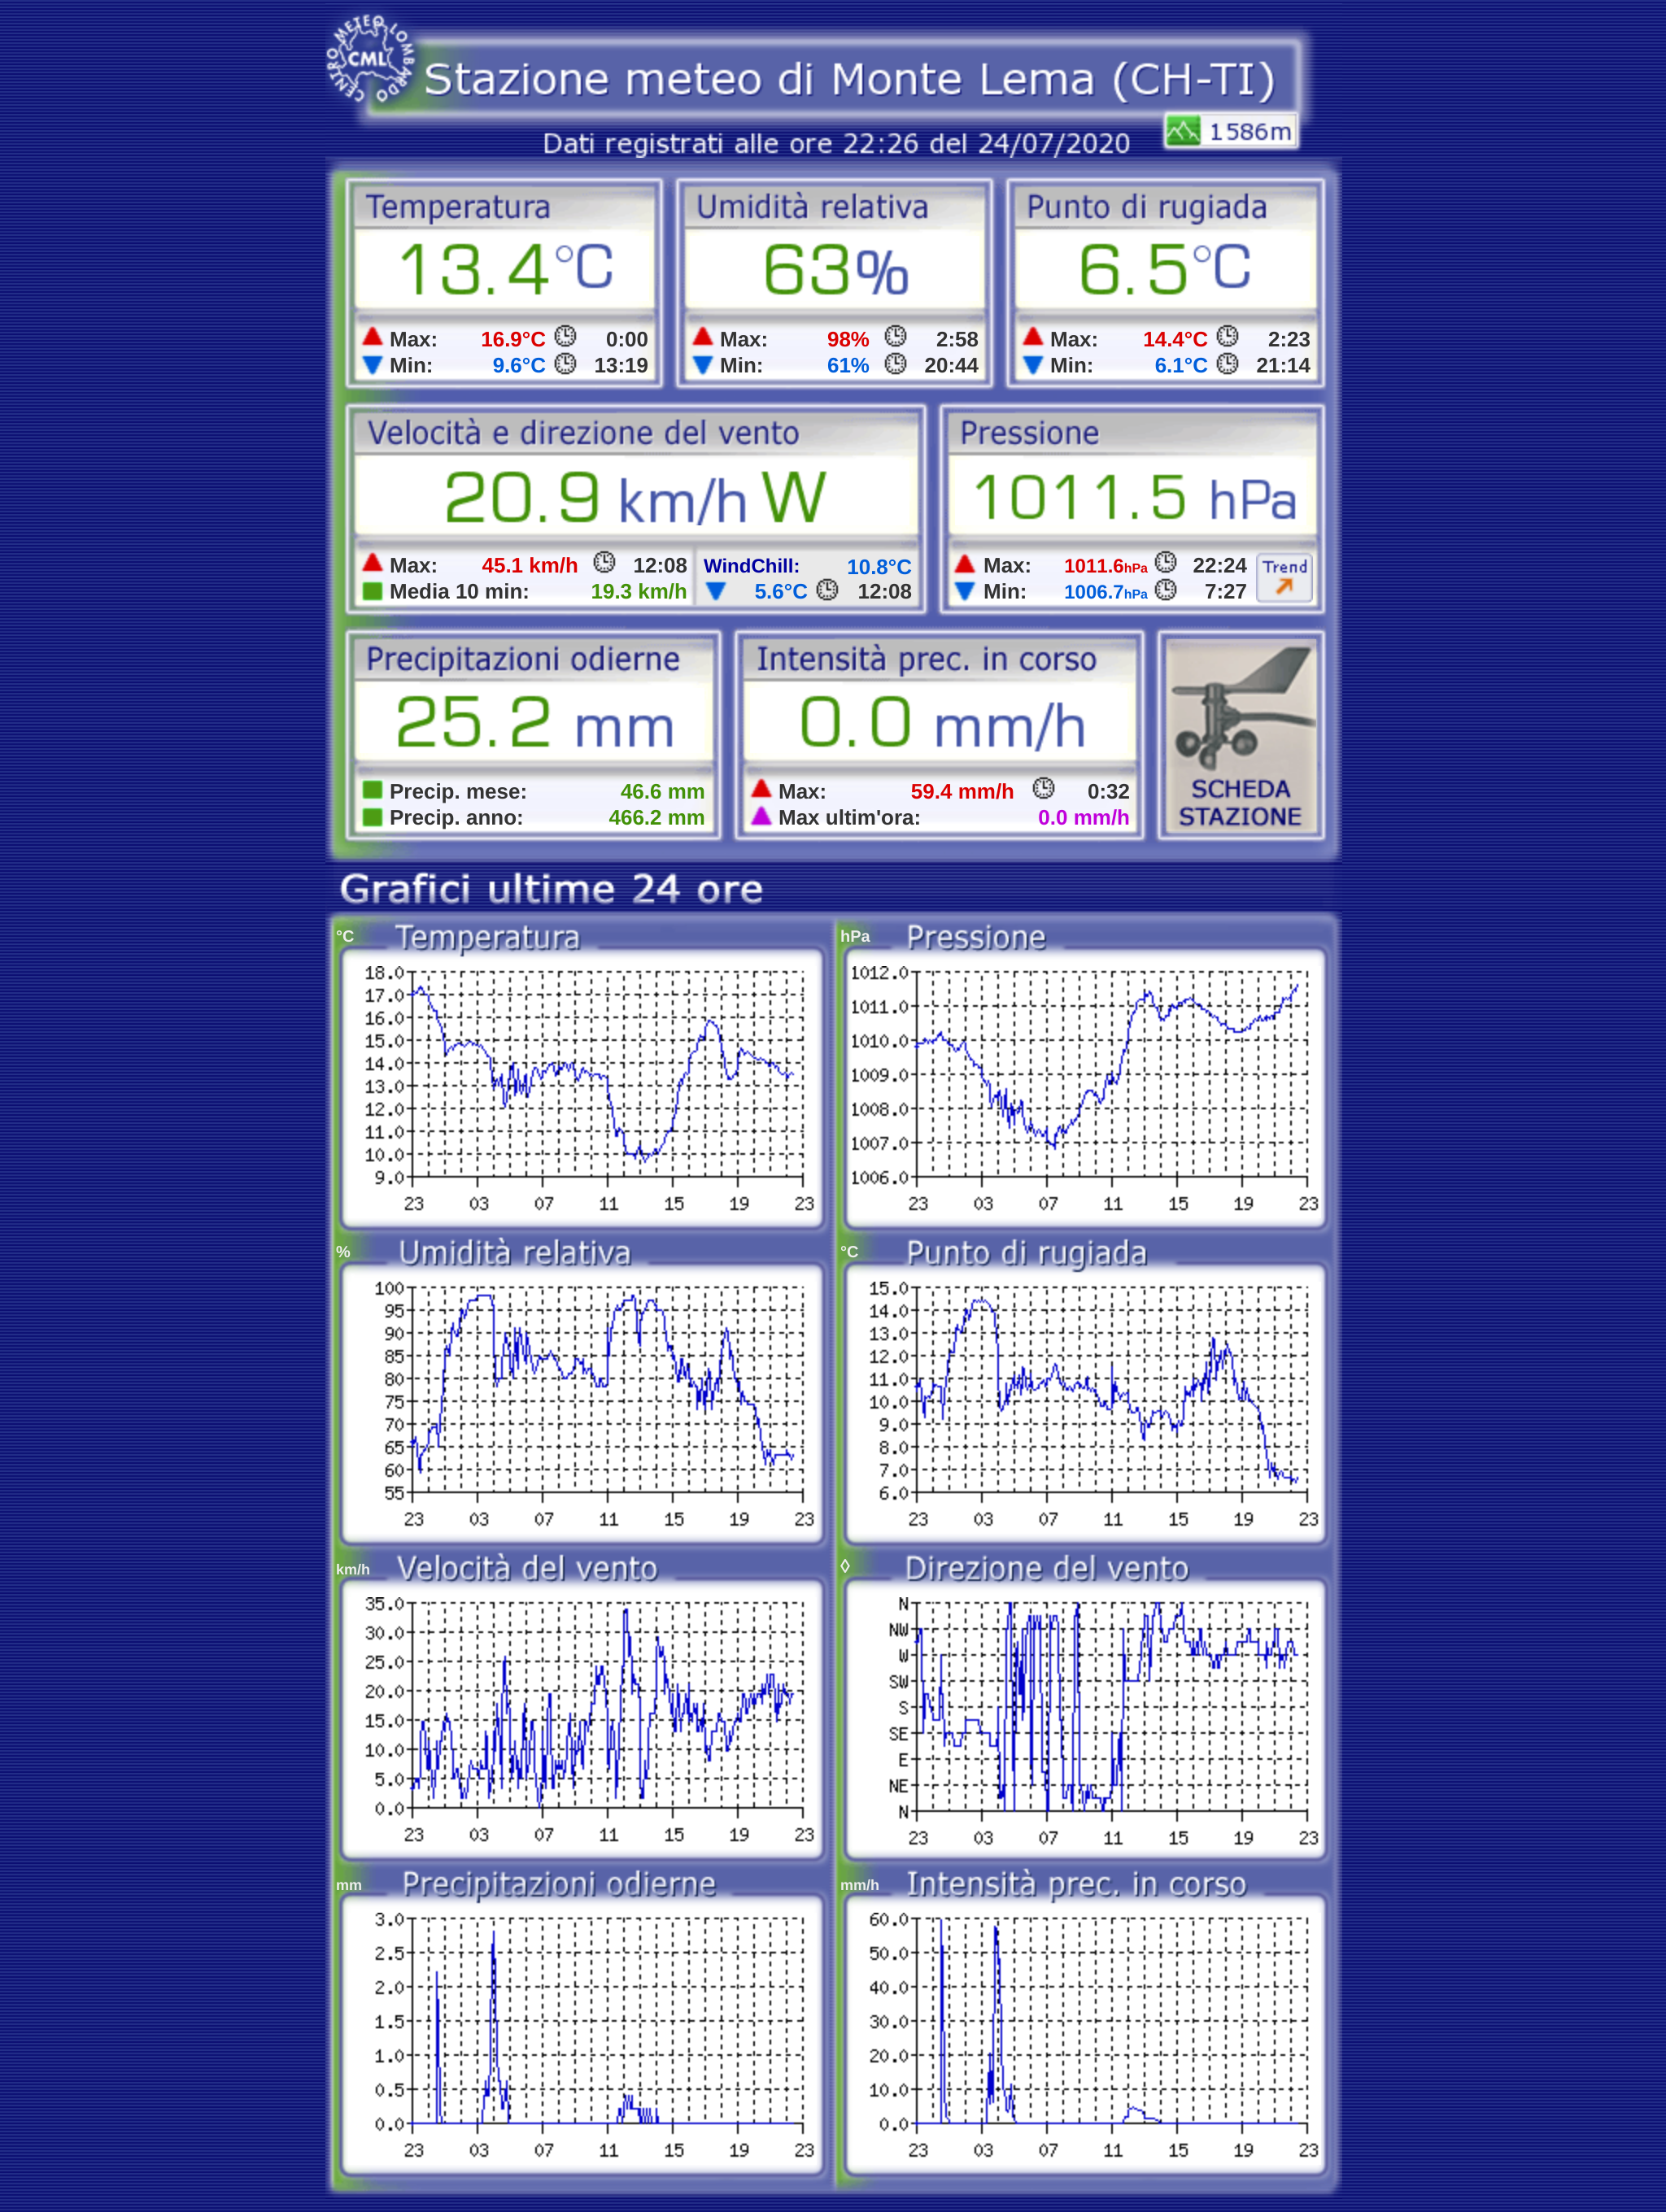 CENTRO METEO LOMBARDO
CML
Stazione meteo di Monte Lema (CH-TI)
Dati registrati alle ore 22:26 del 24/07/2020
1586m
Temperatura
13.4°C
Max: 16.9°C 0:00
Min: 9.6°C 13:19
Umidità relativa
63%
Max: 98% 2:58
Min: 61% 20:44
Punto di rugiada
6.5°C
Max: 14.4°C 2:23
Min: 6.1°C 21:14
Velocità e direzione del vento
20.9 km/h W
Max: 45.1 km/h 12:08
Media 10 min: 19.3 km/h
WindChill: 10.8°C
5.6°C 12:08
Pressione
1011.5 hPa
Max: 1011.6hPa 22:24
Min: 1006.7hPa 7:27
Trend
Precipitazioni odierne
25.2 mm
Precip. mese: 46.6 mm
Precip. anno: 466.2 mm
Intensità prec. in corso
0.0 mm/h
Max: 59.4 mm/h 0:32
Max ultim'ora: 0.0 mm/h
SCHEDA
STAZIONE
Grafici ultime 24 ore
°C Temperatura
18.0
17.0
16.0
15.0
14.0
13.0
12.0
11.0
10.0
9.0
23 03 07 11 15 19 23
hPa Pressione
1012.0
1011.0
1010.0
1009.0
1008.0
1007.0
1006.0
23 03 07 11 15 19 23
% Umidità relativa
100
95
90
85
80
75
70
65
60
55
23 03 07 11 15 19 23
°C Punto di rugiada
15.0
14.0
13.0
12.0
11.0
10.0
9.0
8.0
7.0
6.0
23 03 07 11 15 19 23
km/h Velocità del vento
35.0
30.0
25.0
20.0
15.0
10.0
5.0
0.0
23 03 07 11 15 19 23
◊ Direzione del vento
N
NW
W
SW
S
SE
E
NE
N
23 03 07 11 15 19 23
mm Precipitazioni odierne
3.0
2.5
2.0
1.5
1.0
0.5
0.0
23 03 07 11 15 19 23
mm/h Intensità prec. in corso
60.0
50.0
40.0
30.0
20.0
10.0
0.0
23 03 07 11 15 19 23